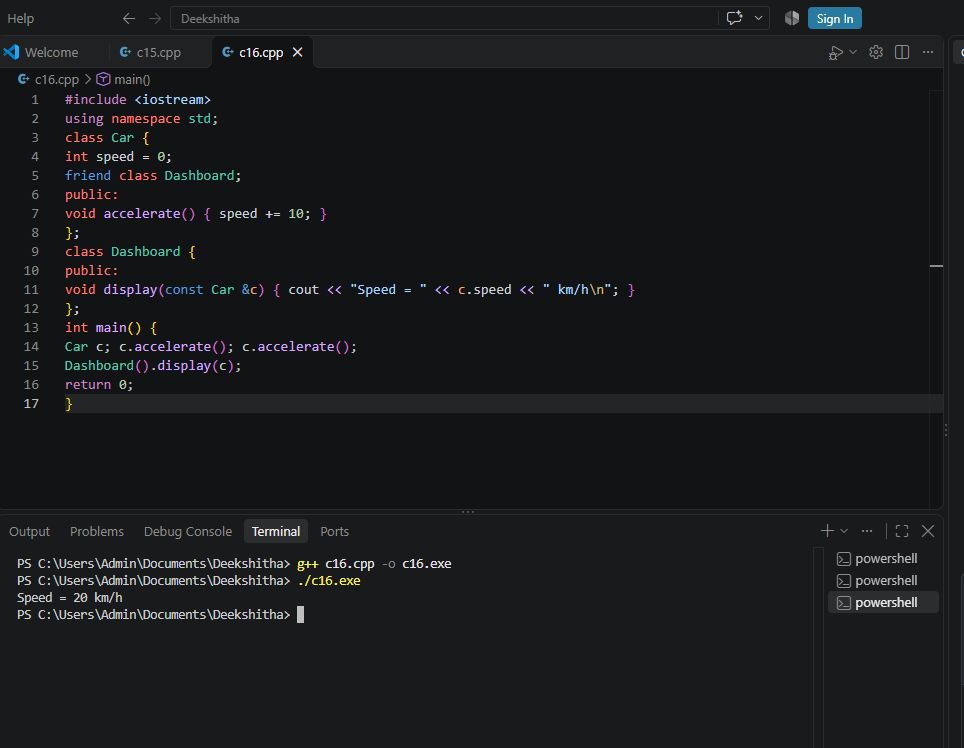 Help
Deekshitha
Sign In
Welcome
c15.cpp
c16.cpp
c16.cpp > main()
1 #include <iostream>
2 using namespace std;
3 class Car {
4 int speed = 0;
5 friend class Dashboard;
6 public:
7 void accelerate() { speed += 10; }
8 };
9 class Dashboard {
10 public:
11 void display(const Car &c) { cout << "Speed = " << c.speed << " km/h\n"; }
12 };
13 int main() {
14 Car c; c.accelerate(); c.accelerate();
15 Dashboard().display(c);
16 return 0;
17 }
Output Problems Debug Console Terminal Ports
PS C:\Users\Admin\Documents\Deekshitha> g++ c16.cpp -o c16.exe
PS C:\Users\Admin\Documents\Deekshitha> ./c16.exe
Speed = 20 km/h
PS C:\Users\Admin\Documents\Deekshitha>
powershell
powershell
powershell